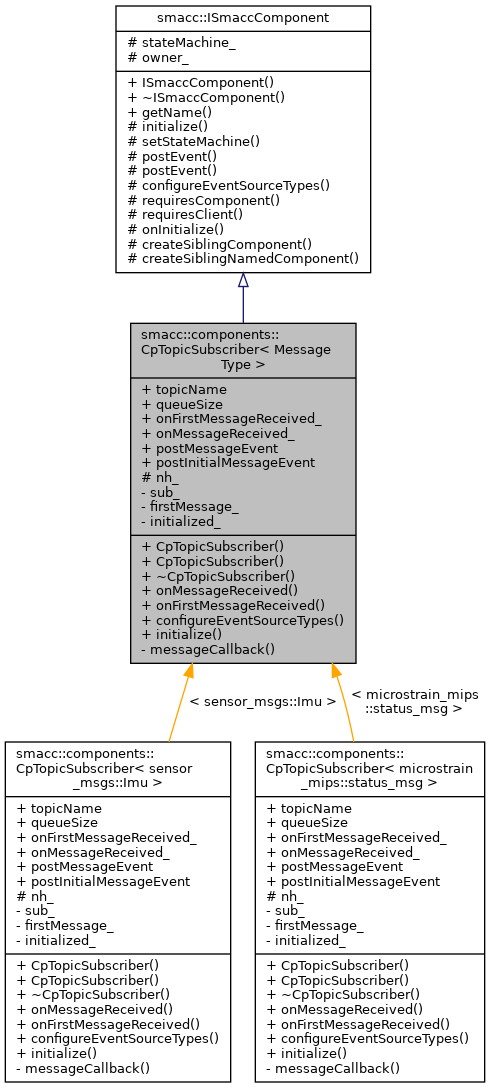 smacc::ISmaccComponent
# stateMachine_
# owner_
+ ISmaccComponent()
+ ~ISmaccComponent()
+ getName()
# initialize()
# setStateMachine()
# postEvent()
# postEvent()
# configureEventSourceTypes()
# requiresComponent()
# requiresClient()
# onInitialize()
# createSiblingComponent()
# createSiblingNamedComponent()
smacc::components::
CpTopicSubscriber< Message
Type >
+ topicName
+ queueSize
+ onFirstMessageReceived_
+ onMessageReceived_
+ postMessageEvent
+ postInitialMessageEvent
# nh_
- sub_
- firstMessage_
- initialized_
+ CpTopicSubscriber()
+ CpTopicSubscriber()
+ ~CpTopicSubscriber()
+ onMessageReceived()
+ onFirstMessageReceived()
+ configureEventSourceTypes()
+ initialize()
- messageCallback()
< sensor_msgs::Imu >
< microstrain_mips
::status_msg >
smacc::components::
CpTopicSubscriber< sensor
_msgs::Imu >
+ topicName
+ queueSize
+ onFirstMessageReceived_
+ onMessageReceived_
+ postMessageEvent
+ postInitialMessageEvent
# nh_
- sub_
- firstMessage_
- initialized_
+ CpTopicSubscriber()
+ CpTopicSubscriber()
+ ~CpTopicSubscriber()
+ onMessageReceived()
+ onFirstMessageReceived()
+ configureEventSourceTypes()
+ initialize()
- messageCallback()
smacc::components::
CpTopicSubscriber< microstrain
_mips::status_msg >
+ topicName
+ queueSize
+ onFirstMessageReceived_
+ onMessageReceived_
+ postMessageEvent
+ postInitialMessageEvent
# nh_
- sub_
- firstMessage_
- initialized_
+ CpTopicSubscriber()
+ CpTopicSubscriber()
+ ~CpTopicSubscriber()
+ onMessageReceived()
+ onFirstMessageReceived()
+ configureEventSourceTypes()
+ initialize()
- messageCallback()